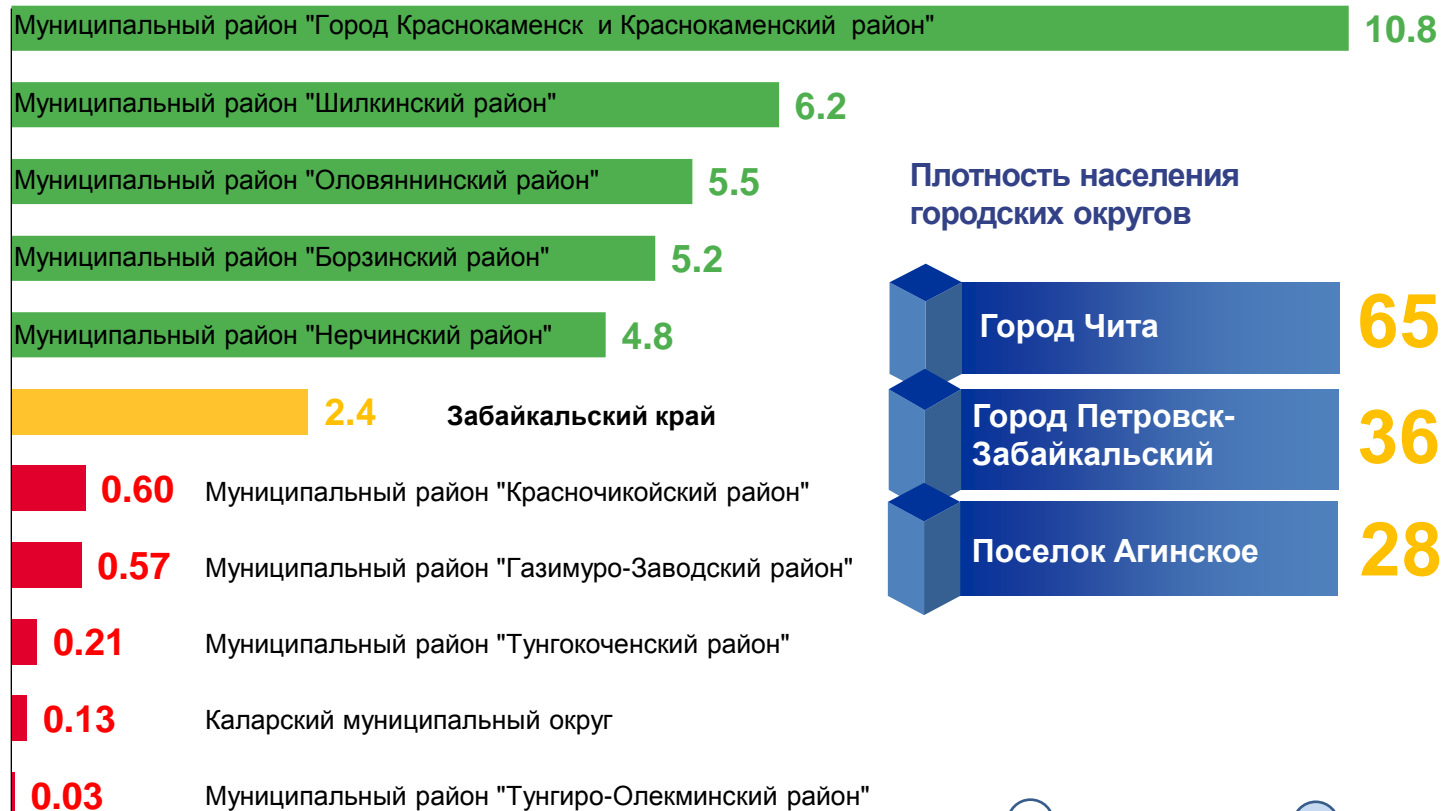 Муниципальный район "Город Краснокаменск и Краснокаменский район"
10.8
Муниципальный район "Шилкинский район"
6.2
Муниципальный район "Оловяннинский район"
5.5
Муниципальный район "Борзинский район"
5.2
Муниципальный район "Нерчинский район"
4.8
2.4
Забайкальский край
0.60
Муниципальный район "Красночикойский район"
0.57
Муниципальный район "Газимуро-Заводский район"
0.21
Муниципальный район "Тунгокоченский район"
0.13
Каларский муниципальный округ
0.03
Муниципальный район "Тунгиро-Олекминский район"
Плотность населения
городских округов
Город Чита
65
Город Петровск-
Забайкальский
36
Поселок Агинское
28